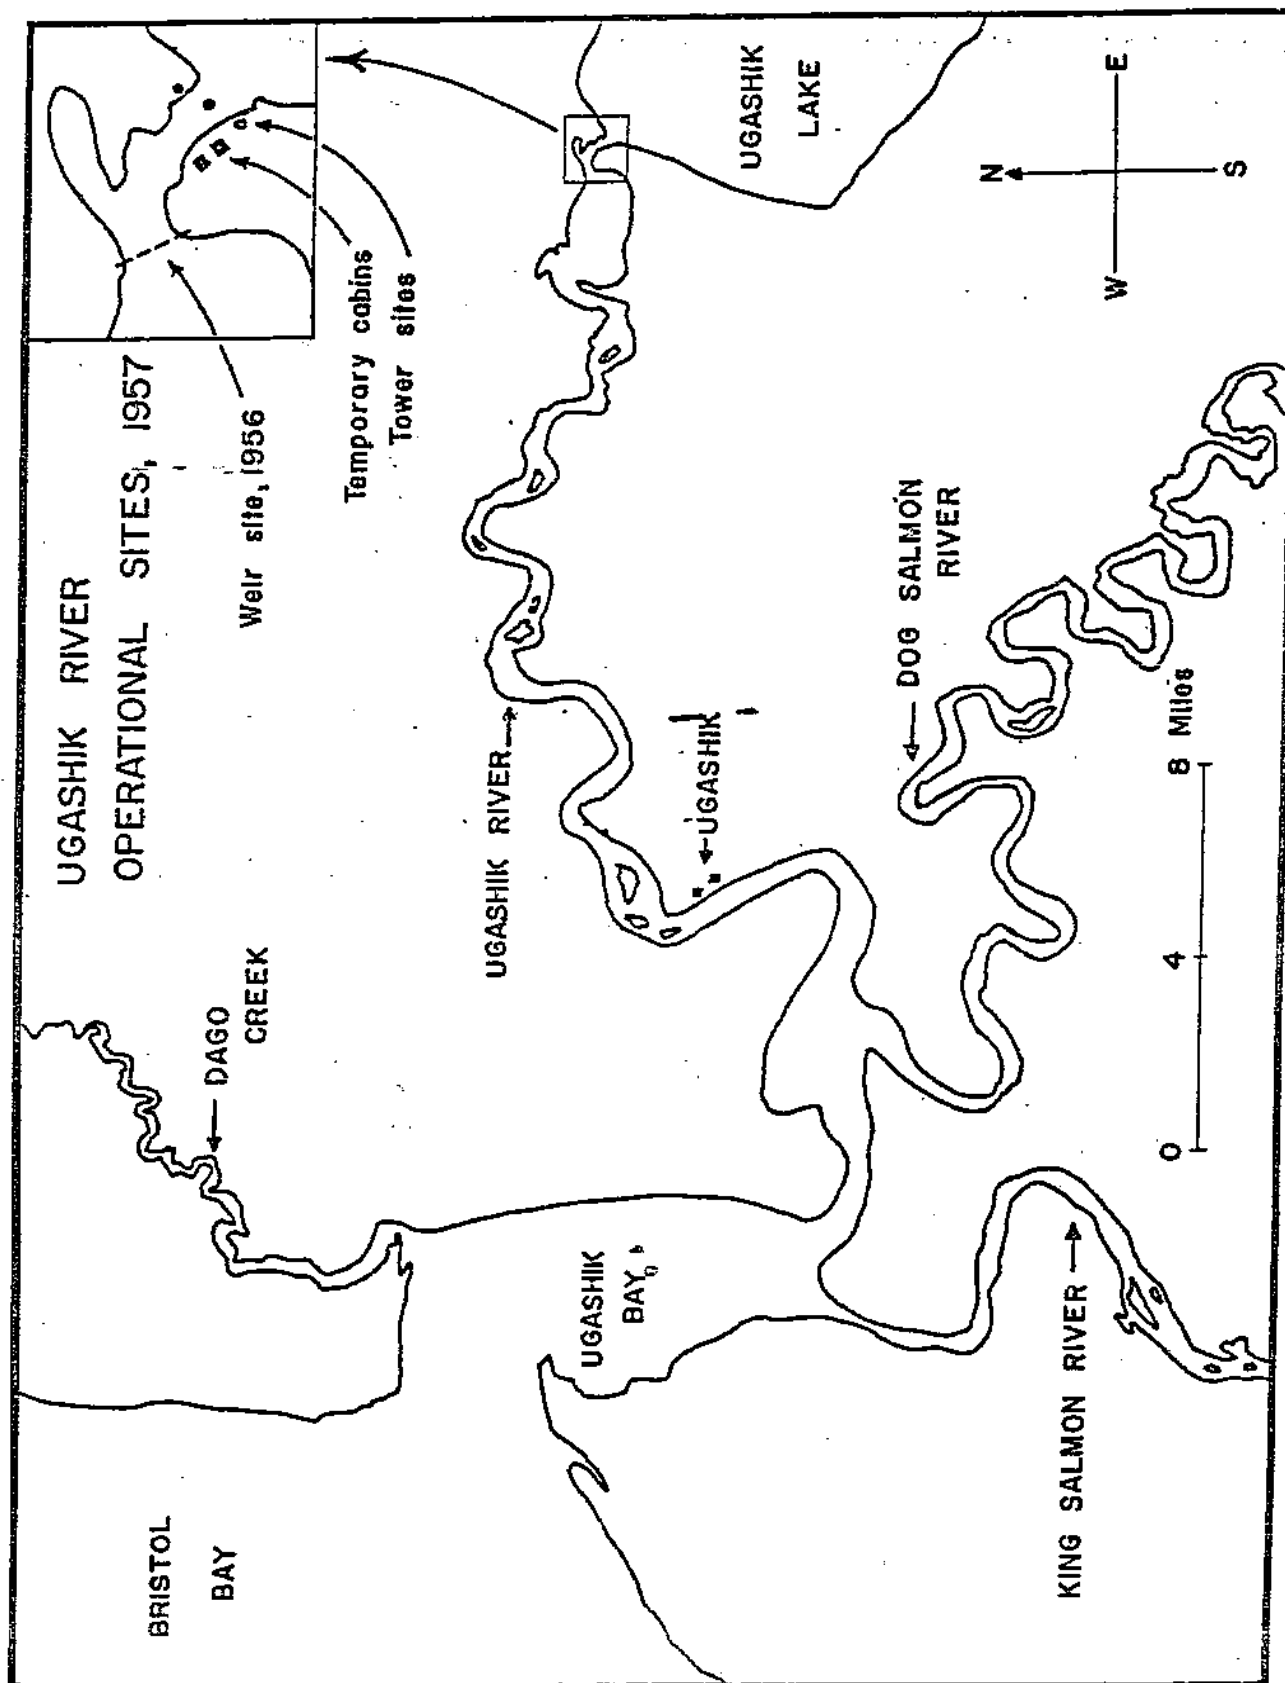 UGASHIK RIVER
OPERATIONAL SITES, 1957
Weir site, 1956
Temporary cabins
Tower sites
BRISTOL
BAY
DAGO
CREEK
UGASHIK RIVER
UGASHIK
LAKE
UGASHIK
BAY
UGASHIK
DOG SALMON
RIVER
KING SALMON RIVER
N
W
E
S
0 4 8 Miles